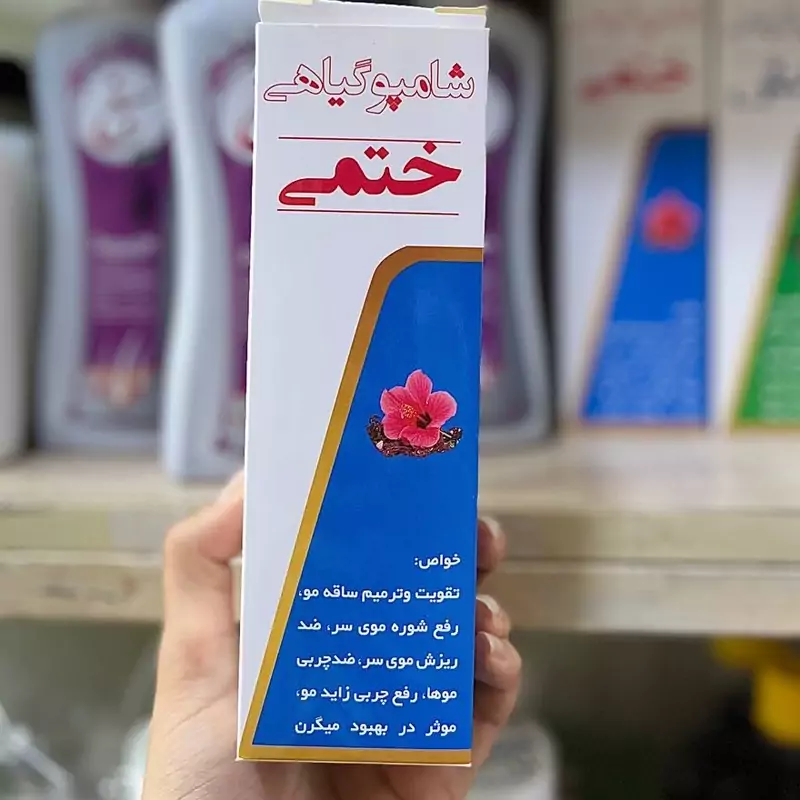 شامپو گیاهی
ختمی
خواص:
تقویت وترمیم ساقه مو،
رفع شوره موی سر، ضد
ریزش موی سر، ضدچربی
موها، رفع چربی زاید مو،
موثر در بهبود میگرن
ختمی